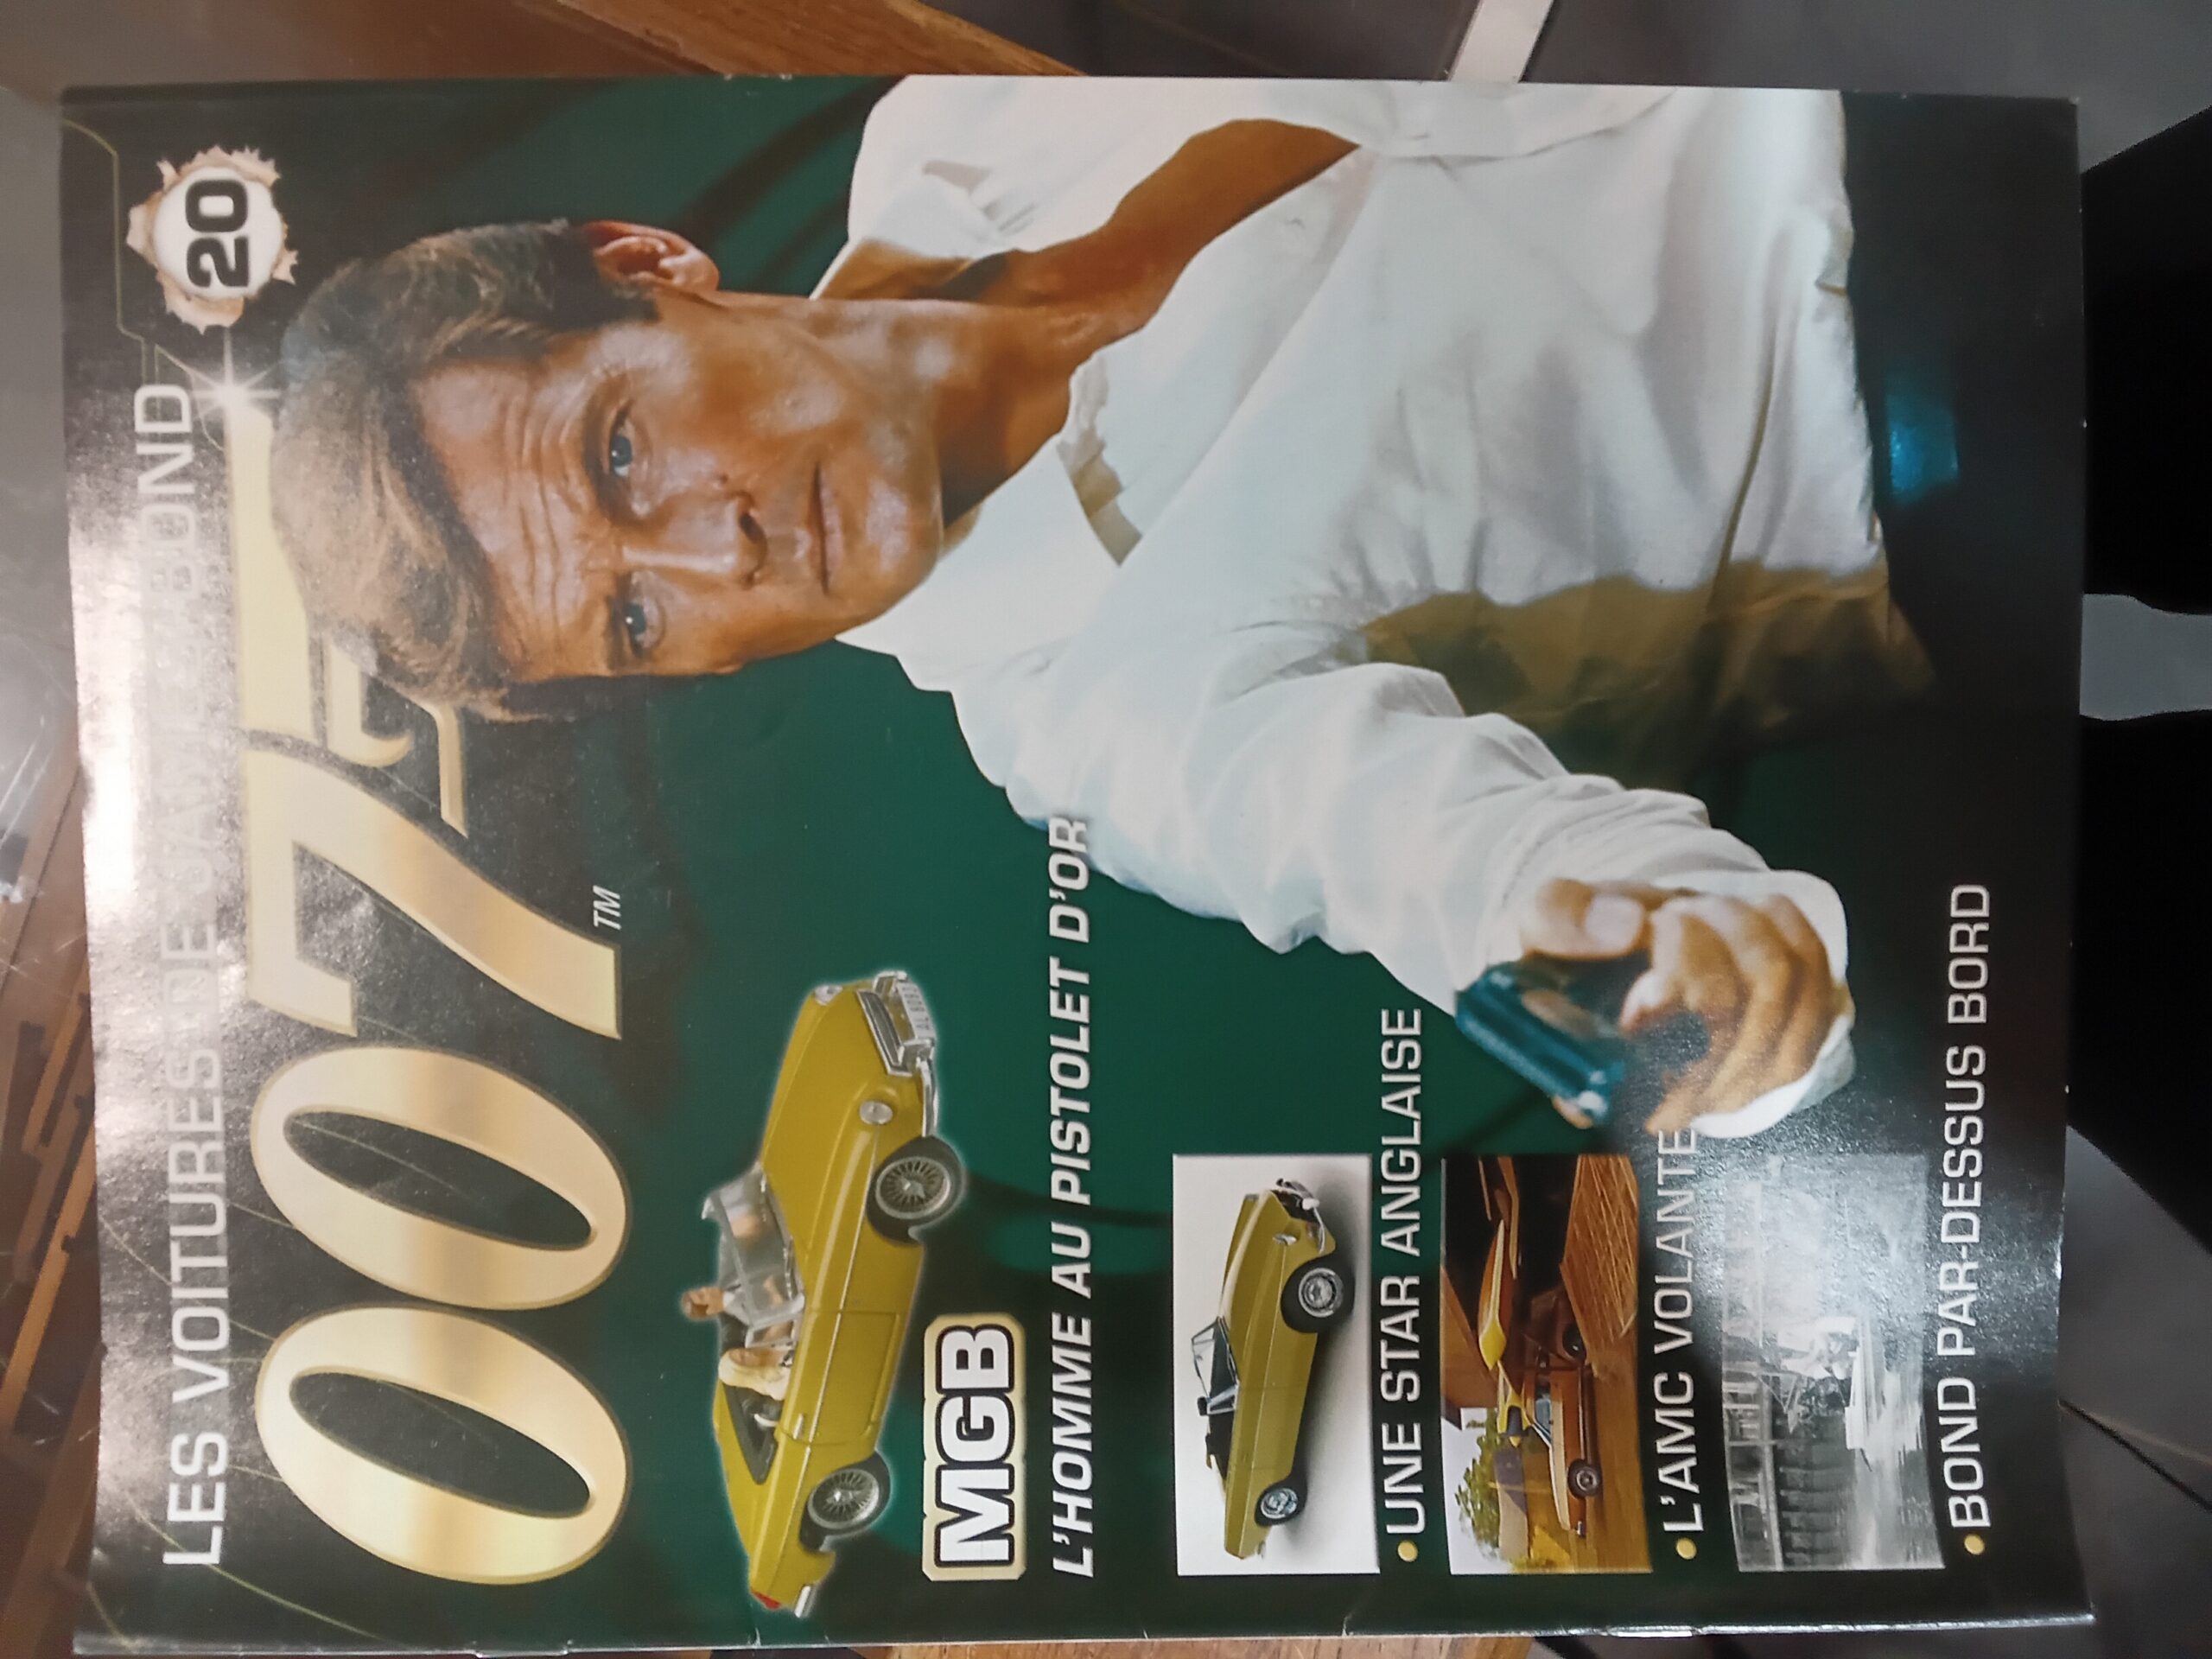 LES VOITURES DE JAMES BOND
20
007
TM
MGB
L'HOMME AU PISTOLET D'OR
• UNE STAR ANGLAISE
• L'AMC VOLANTE
• BOND PAR-DESSUS BORD